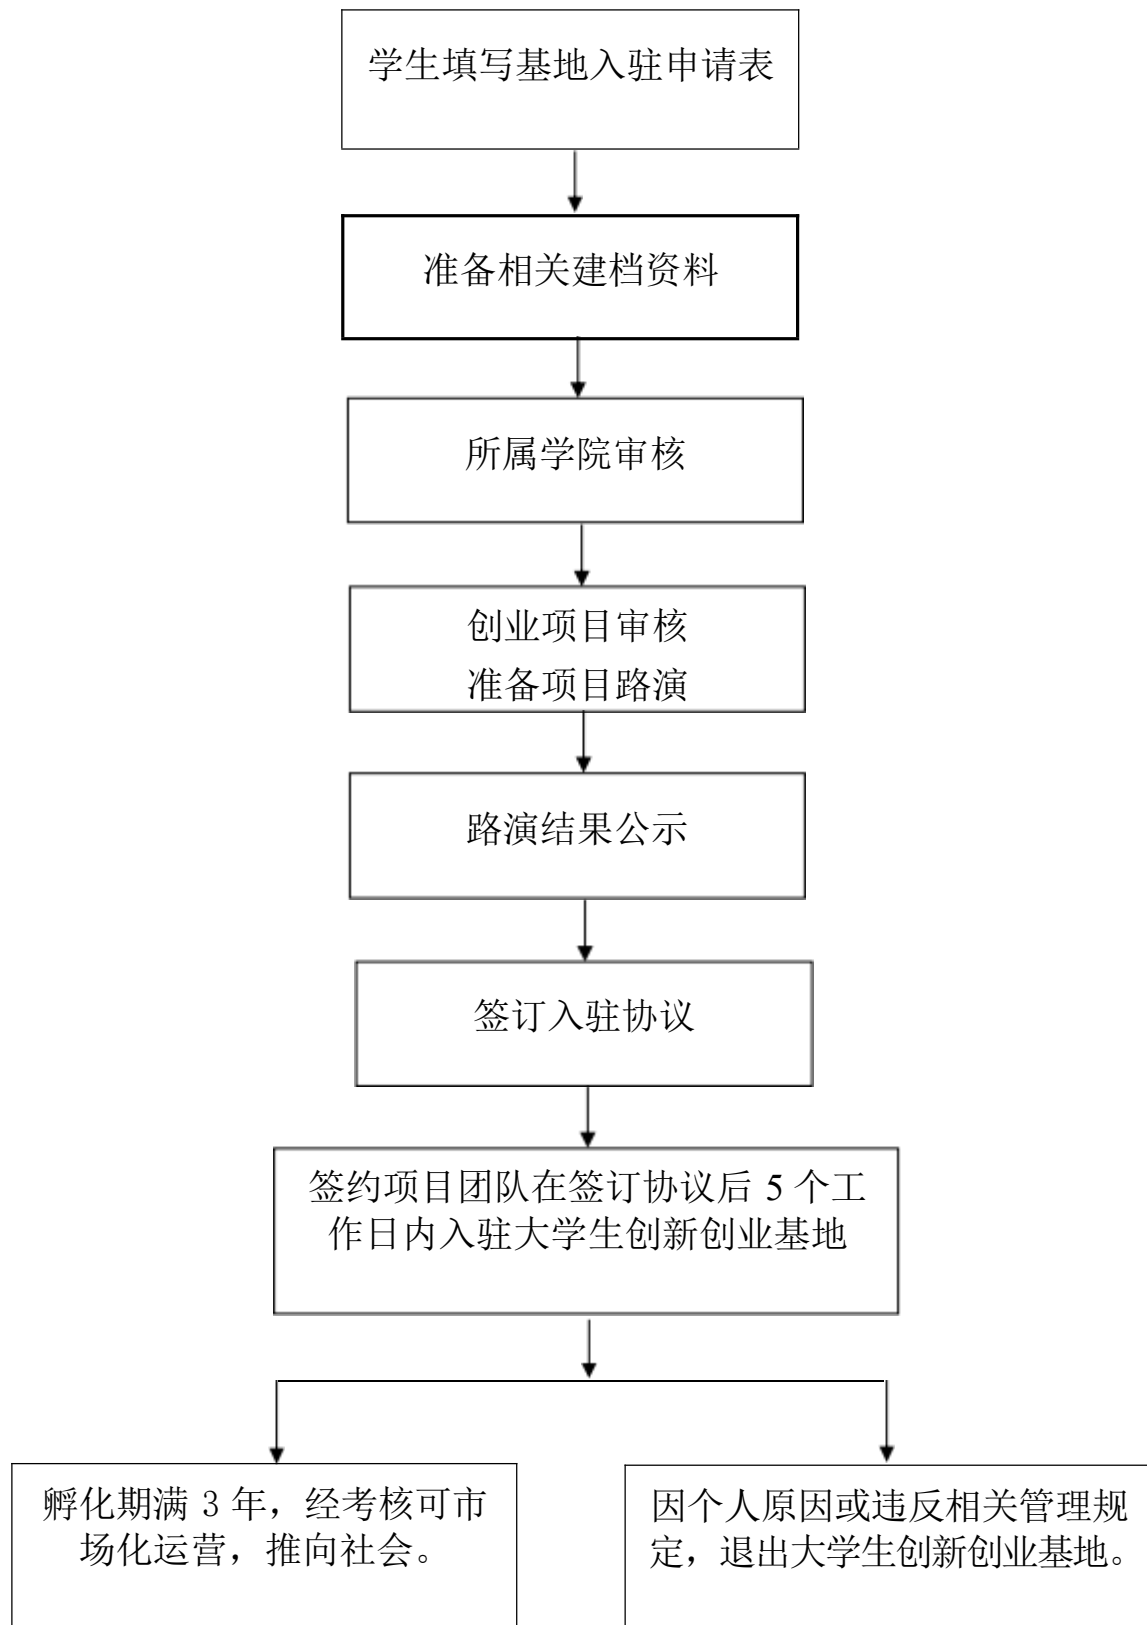 学生填写基地入驻申请表
准备相关建档资料
所属学院审核
创业项目审核
准备项目路演
路演结果公示
签订入驻协议
签约项目团队在签订协议后 5 个工
作日内入驻大学生创新创业基地
孵化期满 3 年，经考核可市
场化运营，推向社会。
因个人原因或违反相关管理规
定，退出大学生创新创业基地。